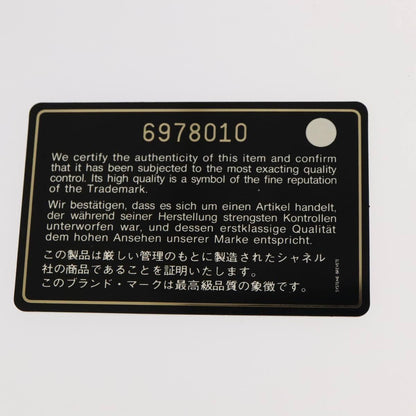 6978010
We certify the authenticity of this item and confirm
that it has been subjected to the most exacting quality
control. Its high quality is a symbol of the fine reputation
of the Trademark.
Wir bestätigen, dass es sich um einen Artikel handelt,
der während seiner Herstellung strengsten Kontrollen
unterworfen war, und dessen erstklassige Qualität
dem hohen Ansehen unserer Marke entspricht.
この製品は厳しい管理のもとに製造されたシャネル
社の商品であることを証明いたします。
このブランド・マークは最高級品質の象徴です。